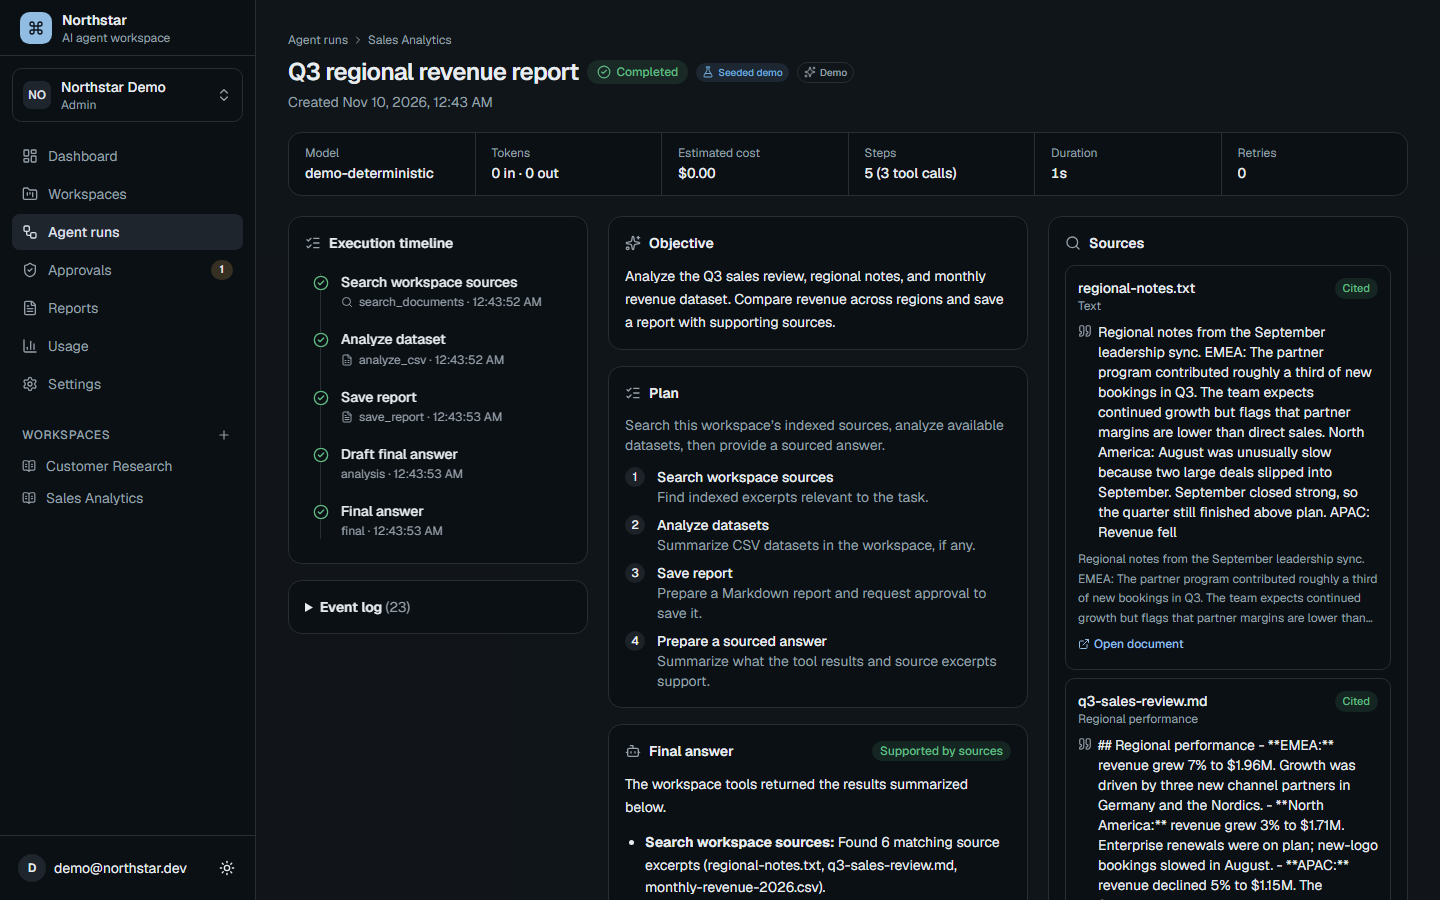 Northstar
AI agent workspace
NO
Northstar Demo
Admin
Dashboard
Workspaces
Agent runs
Approvals
1
Reports
Usage
Settings
WORKSPACES
Customer Research
Sales Analytics
D
demo@northstar.dev
Agent runs
Sales Analytics
Q3 regional revenue report
Completed
Seeded demo
Demo
Created Nov 10, 2026, 12:43 AM
Model
demo-deterministic
Tokens
0 in · 0 out
Estimated cost
$0.00
Steps
5 (3 tool calls)
Duration
1s
Retries
0
Execution timeline
Search workspace sources
search_documents · 12:43:52 AM
Analyze dataset
analyze_csv · 12:43:52 AM
Save report
save_report · 12:43:53 AM
Draft final answer
analysis · 12:43:53 AM
Final answer
final · 12:43:53 AM
Event log (23)
Objective
Analyze the Q3 sales review, regional notes, and monthly
revenue dataset. Compare revenue across regions and save
a report with supporting sources.
Plan
Search this workspace's indexed sources, analyze available
datasets, then provide a sourced answer.
1
Search workspace sources
Find indexed excerpts relevant to the task.
2
Analyze datasets
Summarize CSV datasets in the workspace, if any.
3
Save report
Prepare a Markdown report and request approval to
save it.
4
Prepare a sourced answer
Summarize what the tool results and source excerpts
support.
Final answer
Supported by sources
The workspace tools returned the results summarized
below.
• Search workspace sources: Found 6 matching source
excerpts (regional-notes.txt, q3-sales-review.md,
monthly-revenue-2026.csv).
Sources
regional-notes.txt
Cited
Text
Regional notes from the September
leadership sync. EMEA: The partner
program contributed roughly a third of new
bookings in Q3. The team expects
continued growth but flags that partner
margins are lower than direct sales. North
America: August was unusually slow
because two large deals slipped into
September. September closed strong, so
the quarter still finished above plan. APAC:
Revenue fell
Regional notes from the September leadership sync.
EMEA: The partner program contributed roughly a third
of new bookings in Q3. The team expects continued
growth but flags that partner margins are lower than…
Open document
q3-sales-review.md
Cited
Regional performance
## Regional performance - **EMEA:**
revenue grew 7% to $1.96M. Growth was
driven by three new channel partners in
Germany and the Nordics. - **North
America:** revenue grew 3% to $1.71M.
Enterprise renewals were on plan; new-logo
bookings slowed in August. - **APAC:**
revenue declined 5% to $1.15M. The